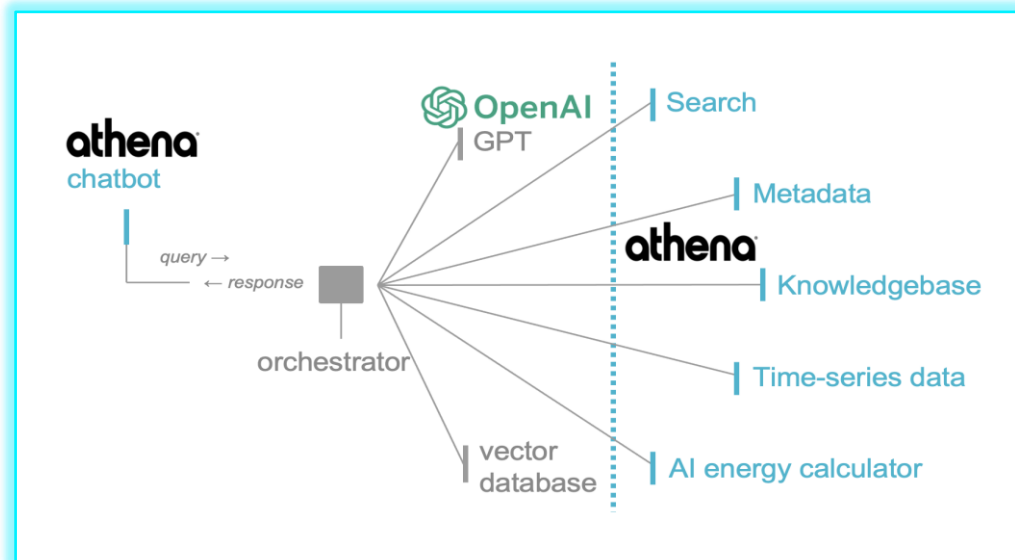 athena
chatbot
query →
← response
orchestrator
OpenAI
GPT
vector
database
athena
Search
Metadata
Knowledgebase
Time-series data
AI energy calculator